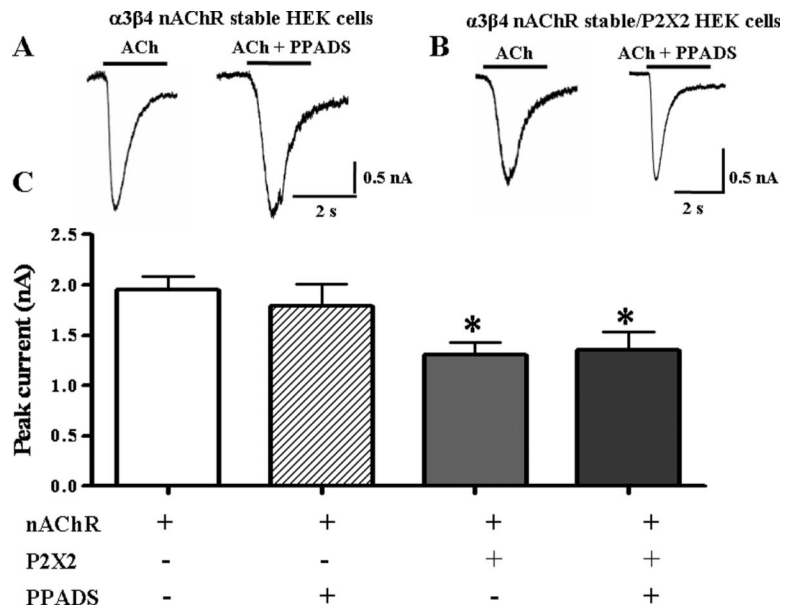 α3β4 nAChR stable HEK cells
A
ACh
ACh + PPADS
0.5 nA
2 s
α3β4 nAChR stable/P2X2 HEK cells
B
ACh
ACh + PPADS
0.5 nA
2 s
C
Peak current (nA)
2.5
2.0
1.5
1.0
0.5
0.0
* *
nAChR + + + +
P2X2 - - + +
PPADS - + - +